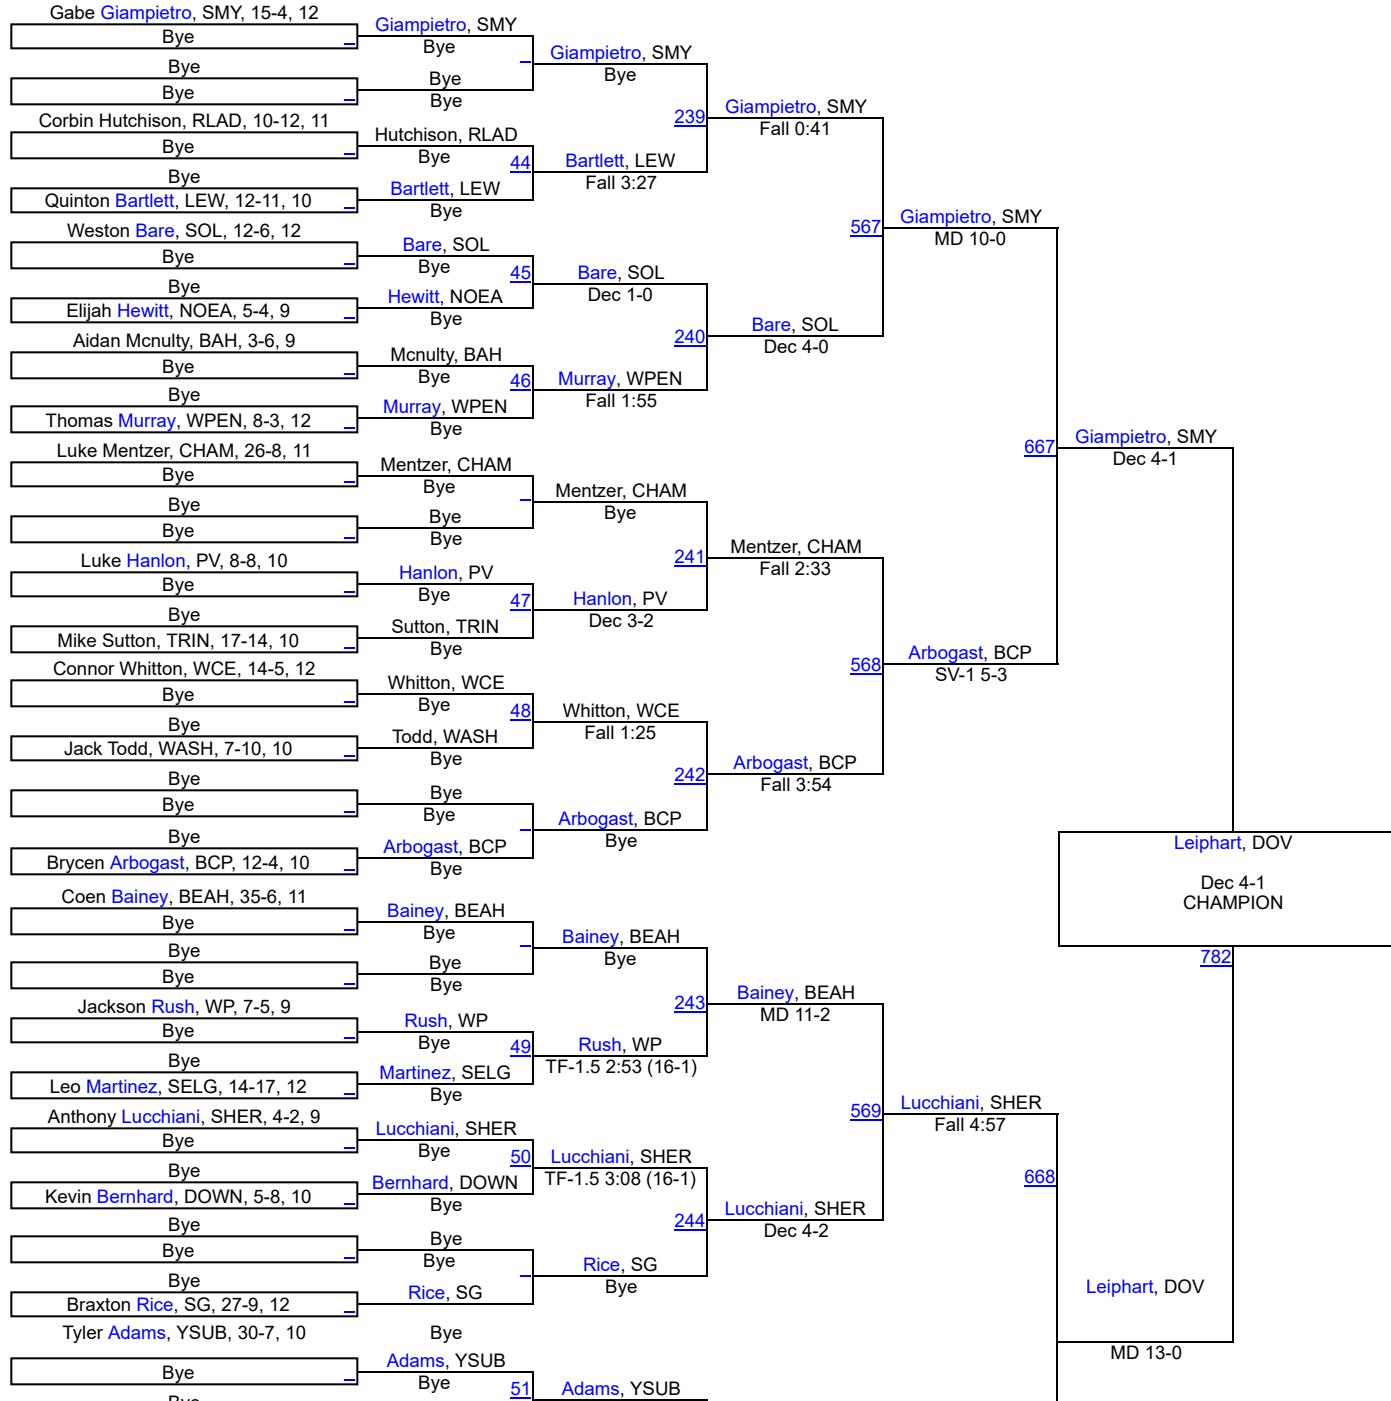 Gabe Giampietro, SMY, 15-4, 12
Bye
Bye
Bye
Corbin Hutchison, RLAD, 10-12, 11
Bye
Bye
Quinton Bartlett, LEW, 12-11, 10
Weston Bare, SOL, 12-6, 12
Bye
Bye
Elijah Hewitt, NOEA, 5-4, 9
Aidan Mcnulty, BAH, 3-6, 9
Bye
Bye
Thomas Murray, WPEN, 8-3, 12
Luke Mentzer, CHAM, 26-8, 11
Bye
Bye
Bye
Luke Hanlon, PV, 8-8, 10
Bye
Bye
Mike Sutton, TRIN, 17-14, 10
Connor Whitton, WCE, 14-5, 12
Bye
Bye
Jack Todd, WASH, 7-10, 10
Bye
Bye
Bye
Brycen Arbogast, BCP, 12-4, 10
Coen Bainey, BEAH, 35-6, 11
Bye
Bye
Bye
Jackson Rush, WP, 7-5, 9
Bye
Bye
Leo Martinez, SELG, 14-17, 12
Anthony Lucchiani, SHER, 4-2, 9
Bye
Bye
Kevin Bernhard, DOWN, 5-8, 10
Bye
Bye
Bye
Braxton Rice, SG, 27-9, 12
Tyler Adams, YSUB, 30-7, 10
Bye
Bye
Giampietro, SMY
Bye
Bye
Bye
Hutchison, RLAD
Bye
44
Bartlett, LEW
Bye
Bare, SOL
Bye
45
Hewitt, NOEA
Bye
Mcnulty, BAH
Bye
46
Murray, WPEN
Bye
Mentzer, CHAM
Bye
Bye
Bye
Hanlon, PV
Bye
47
Sutton, TRIN
Bye
Whitton, WCE
Bye
48
Todd, WASH
Bye
Bye
Bye
Arbogast, BCP
Bye
Bainey, BEAH
Bye
Bye
Bye
Rush, WP
Bye
49
Martinez, SELG
Bye
Lucchiani, SHER
Bye
50
Bernhard, DOWN
Bye
Bye
Bye
Rice, SG
Bye
Adams, YSUB
Bye
51
Giampietro, SMY
Bye
239
Bartlett, LEW
Fall 3:27
Bare, SOL
Dec 1-0
240
Murray, WPEN
Fall 1:55
Mentzer, CHAM
Bye
241
Hanlon, PV
Dec 3-2
Whitton, WCE
Fall 1:25
242
Arbogast, BCP
Bye
Bainey, BEAH
Bye
243
Rush, WP
TF-1.5 2:53 (16-1)
Lucchiani, SHER
TF-1.5 3:08 (16-1)
244
Rice, SG
Bye
Adams, YSUB
Giampietro, SMY
Fall 0:41
567
Bare, SOL
Dec 4-0
Mentzer, CHAM
Fall 2:33
568
Arbogast, BCP
Fall 3:54
Bainey, BEAH
MD 11-2
569
Lucchiani, SHER
Dec 4-2
Giampietro, SMY
MD 10-0
667
Arbogast, BCP
SV-1 5-3
Lucchiani, SHER
Fall 4:57
668
Giampietro, SMY
Dec 4-1
Leiphart, DOV
Dec 4-1
CHAMPION
782
Leiphart, DOV
MD 13-0